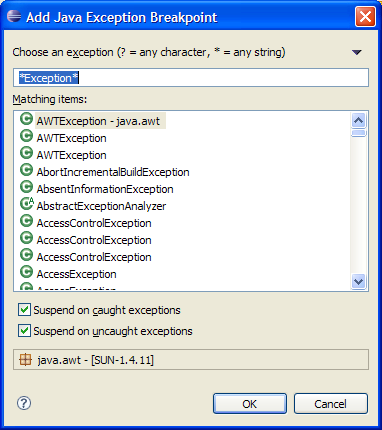 Add Java Exception Breakpoint
Choose an exception (? = any character, * = any string)
*Exception*
Matching items:
AWTException - java.awt
AWTException
AWTException
AbortIncrementalBuildException
AbsentInformationException
AbstractExceptionAnalyzer
AccessControlException
AccessControlException
AccessControlException
AccessException
AccessException
Suspend on caught exceptions
Suspend on uncaught exceptions
java.awt - [SUN-1.4.11]
OK
Cancel